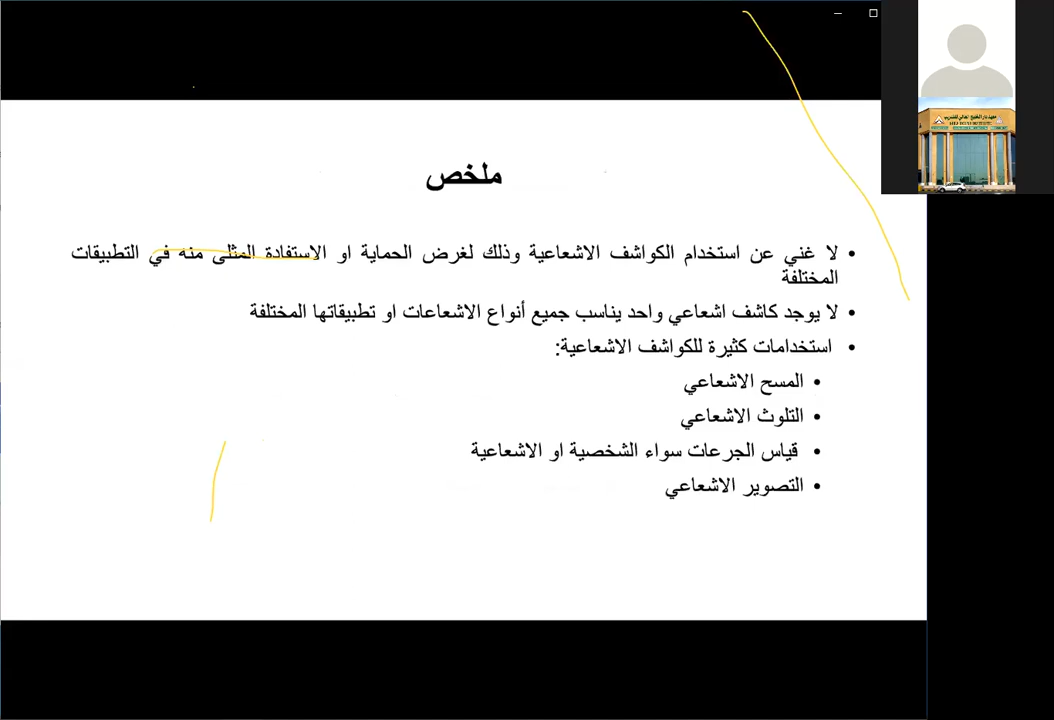 ملخص
لا غني عن استخدام الكواشف الاشعاعية وذلك لغرض الحماية او الاستفادة المثلى منه في التطبيقات
المختلفة
لا يوجد كاشف اشعاعي واحد يناسب جميع أنواع الاشعاعات او تطبيقاتها المختلفة
استخدامات كثيرة للكواشف الاشعاعية:
المسح الاشعاعي
التلوث الاشعاعي
قياس الجرعات سواء الشخصية او الاشعاعية
التصوير الاشعاعي